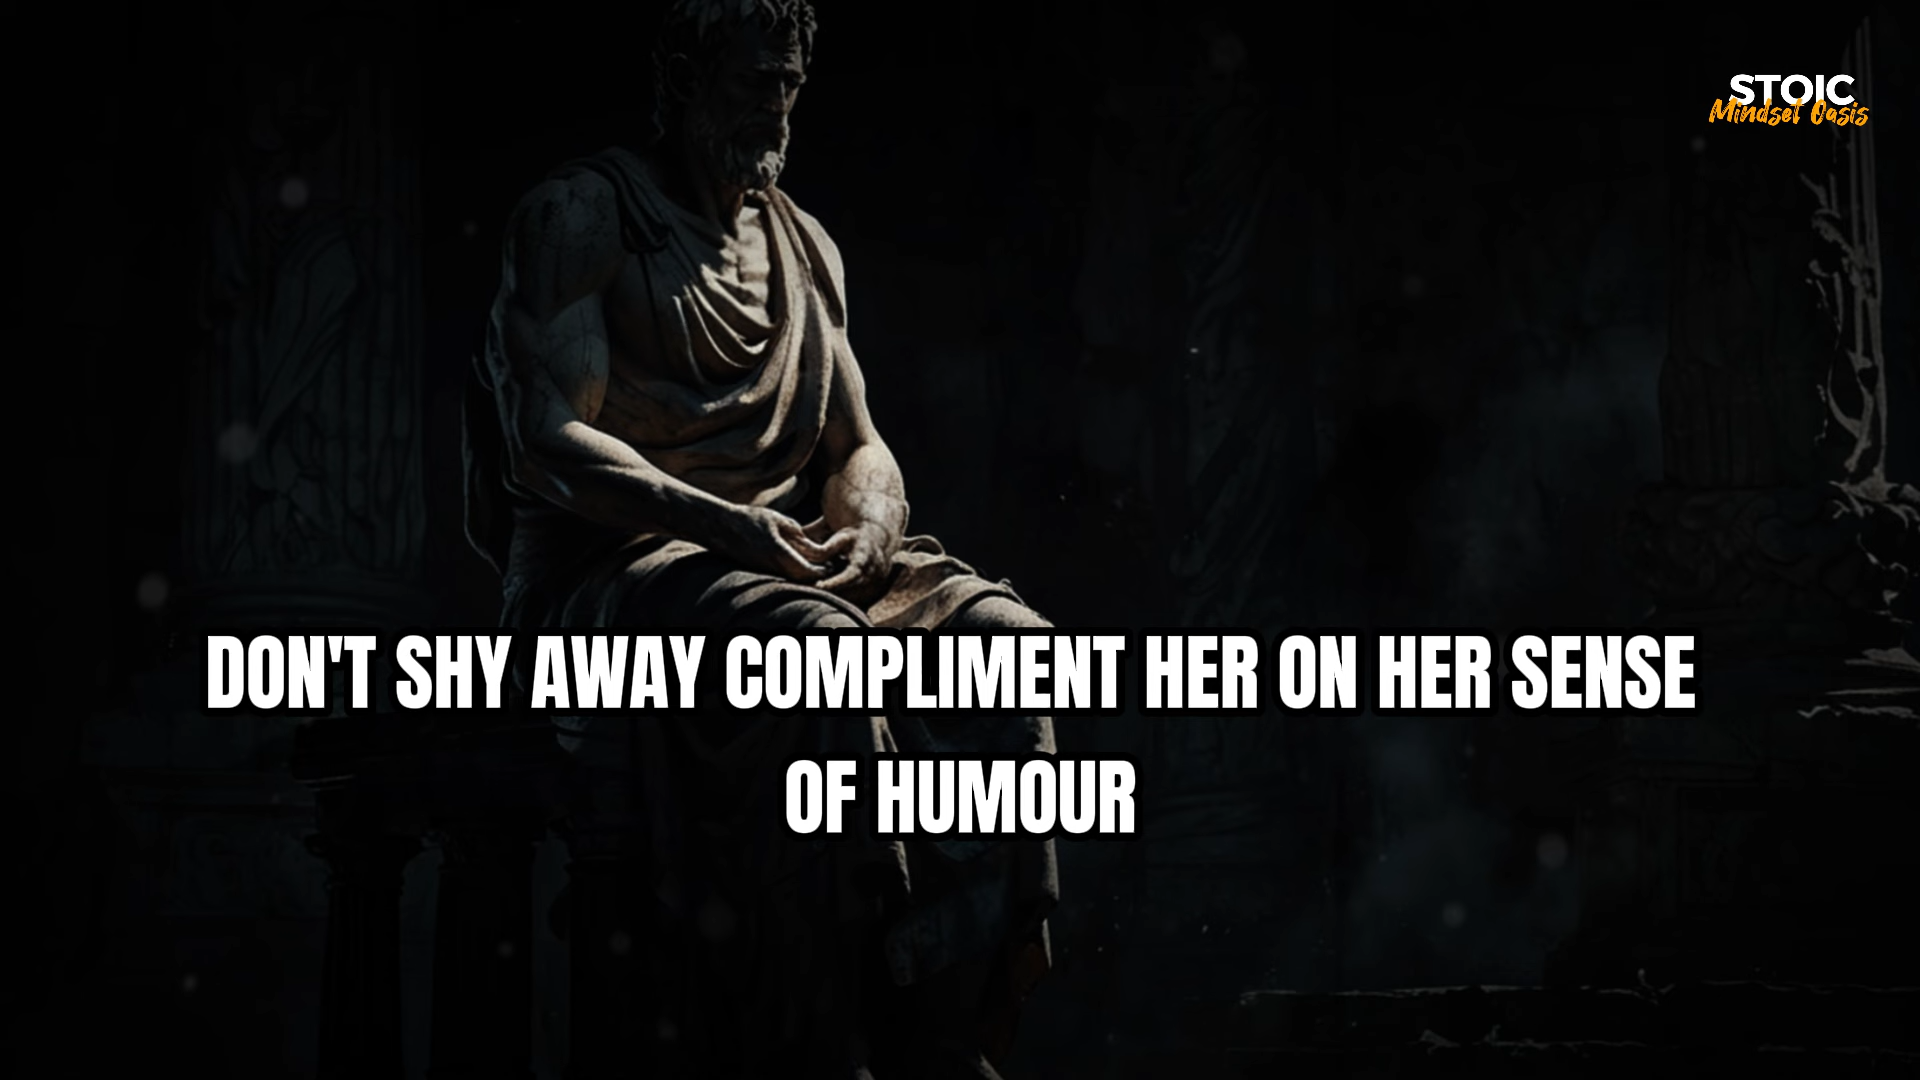 STOIC
Mindset Oasis
DON'T SHY AWAY COMPLIMENT HER ON HER SENSE
OF HUMOUR